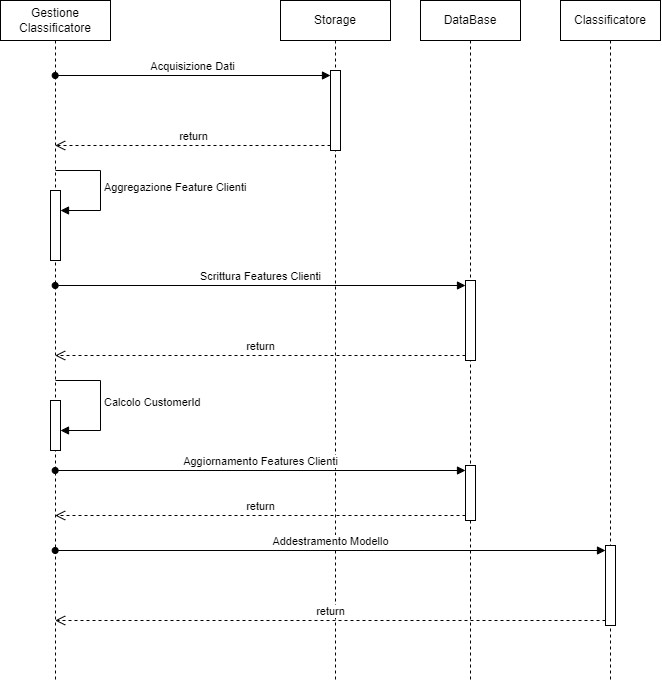 Gestione
Classificatore
Storage
DataBase
Classificatore
Acquisizione Dati
return
Aggregazione Feature Clienti
Scrittura Features Clienti
return
Calcolo CustomerId
Aggiornamento Features Clienti
return
Addestramento Modello
return